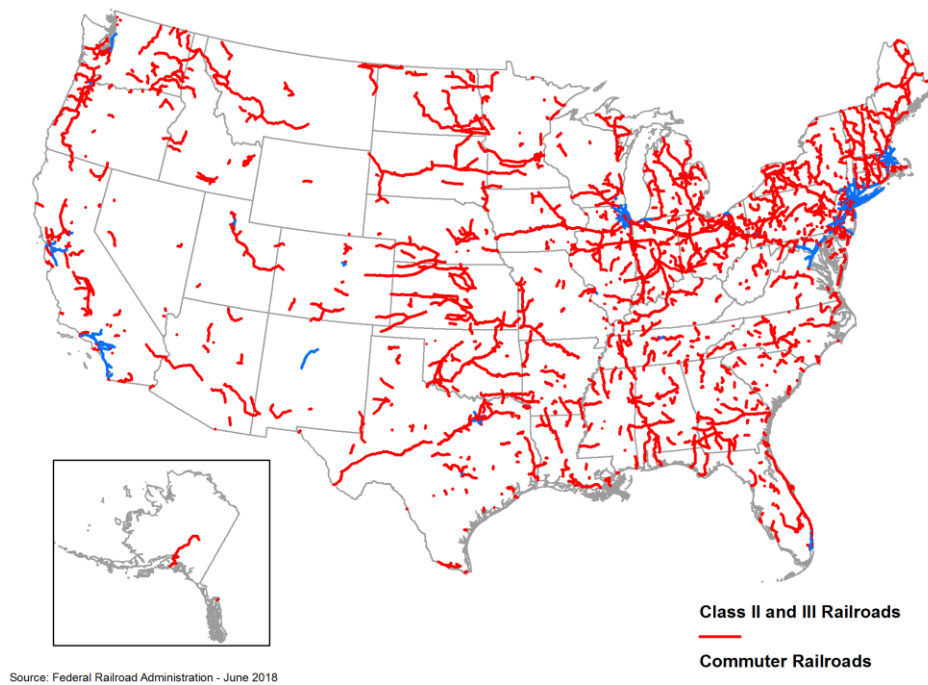 Class II and III Railroads
Commuter Railroads
Source: Federal Railroad Administration - June 2018